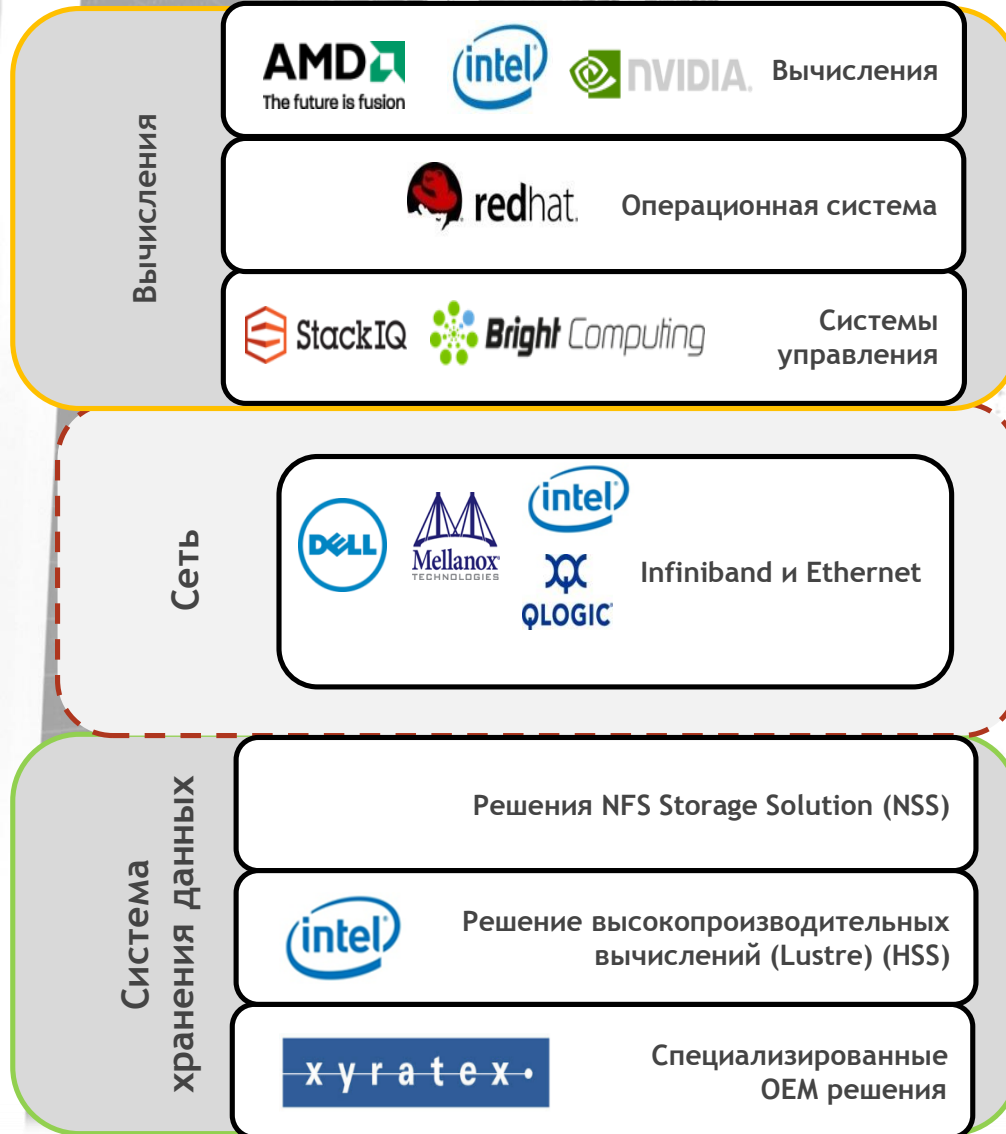 Вычисления
AMD
The future is fusion
intel
NVIDIA.
Вычисления
redhat.
Операционная система
StackIQ
Bright Computing
Системы
управления
Сеть
DELL
Mellanox
TECHNOLOGIES
intel
QLOGIC
Infiniband и Ethernet
Система
хранения данных
Решения NFS Storage Solution (NSS)
intel
Решение высокопроизводительных
вычислений (Lustre) (HSS)
xyratex
Специализированные
OEM решения